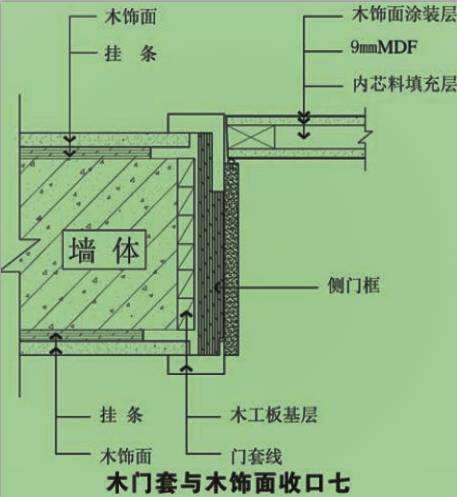 木饰面
木饰面涂装层
挂 条
9mmMDF
内芯料填充层
墙 体
侧门框
挂 条
木工板基层
木饰面
门套线
木门套与木饰面收口七